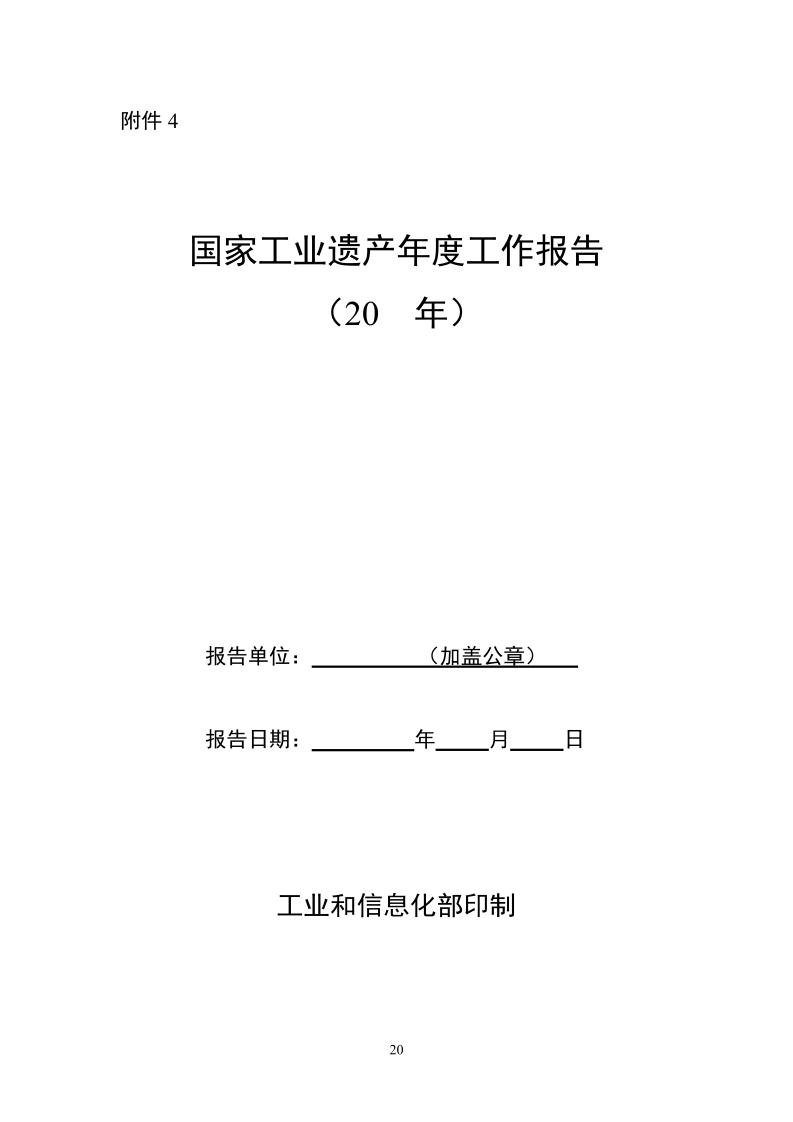 附件 4
国家工业遗产年度工作报告
（20　年）
报告单位：（加盖公章）
报告日期：年月日
工业和信息化部印制
20